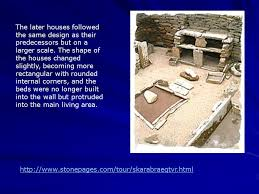 The later houses followed
the same design as their
predecessors but on a
larger scale. The shape of
the houses changed
slightly, becoming more
rectangular with rounded
internal corners, and the
beds were no longer built
into the wall but protruded
into the main living area.
http://www.stonepages.com/tour/skarabraeqtvr.html